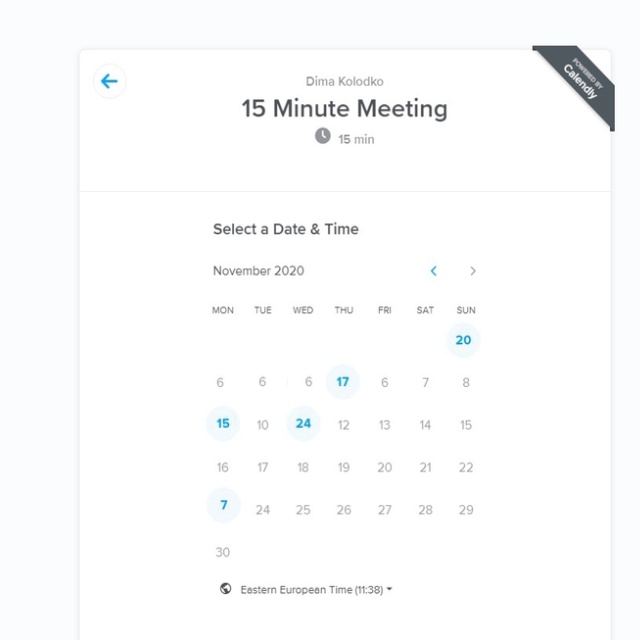 POWERED BY
Calendly
Dima Kolodko
15 Minute Meeting
15 min
Select a Date & Time
November 2020
MON TUE WED THU FRI SAT SUN
20
6 6 6 17 6 7 8
15 10 24 12 13 14 15
16 17 18 19 20 21 22
7 24 25 26 27 28 29
30
Eastern European Time (11:38)